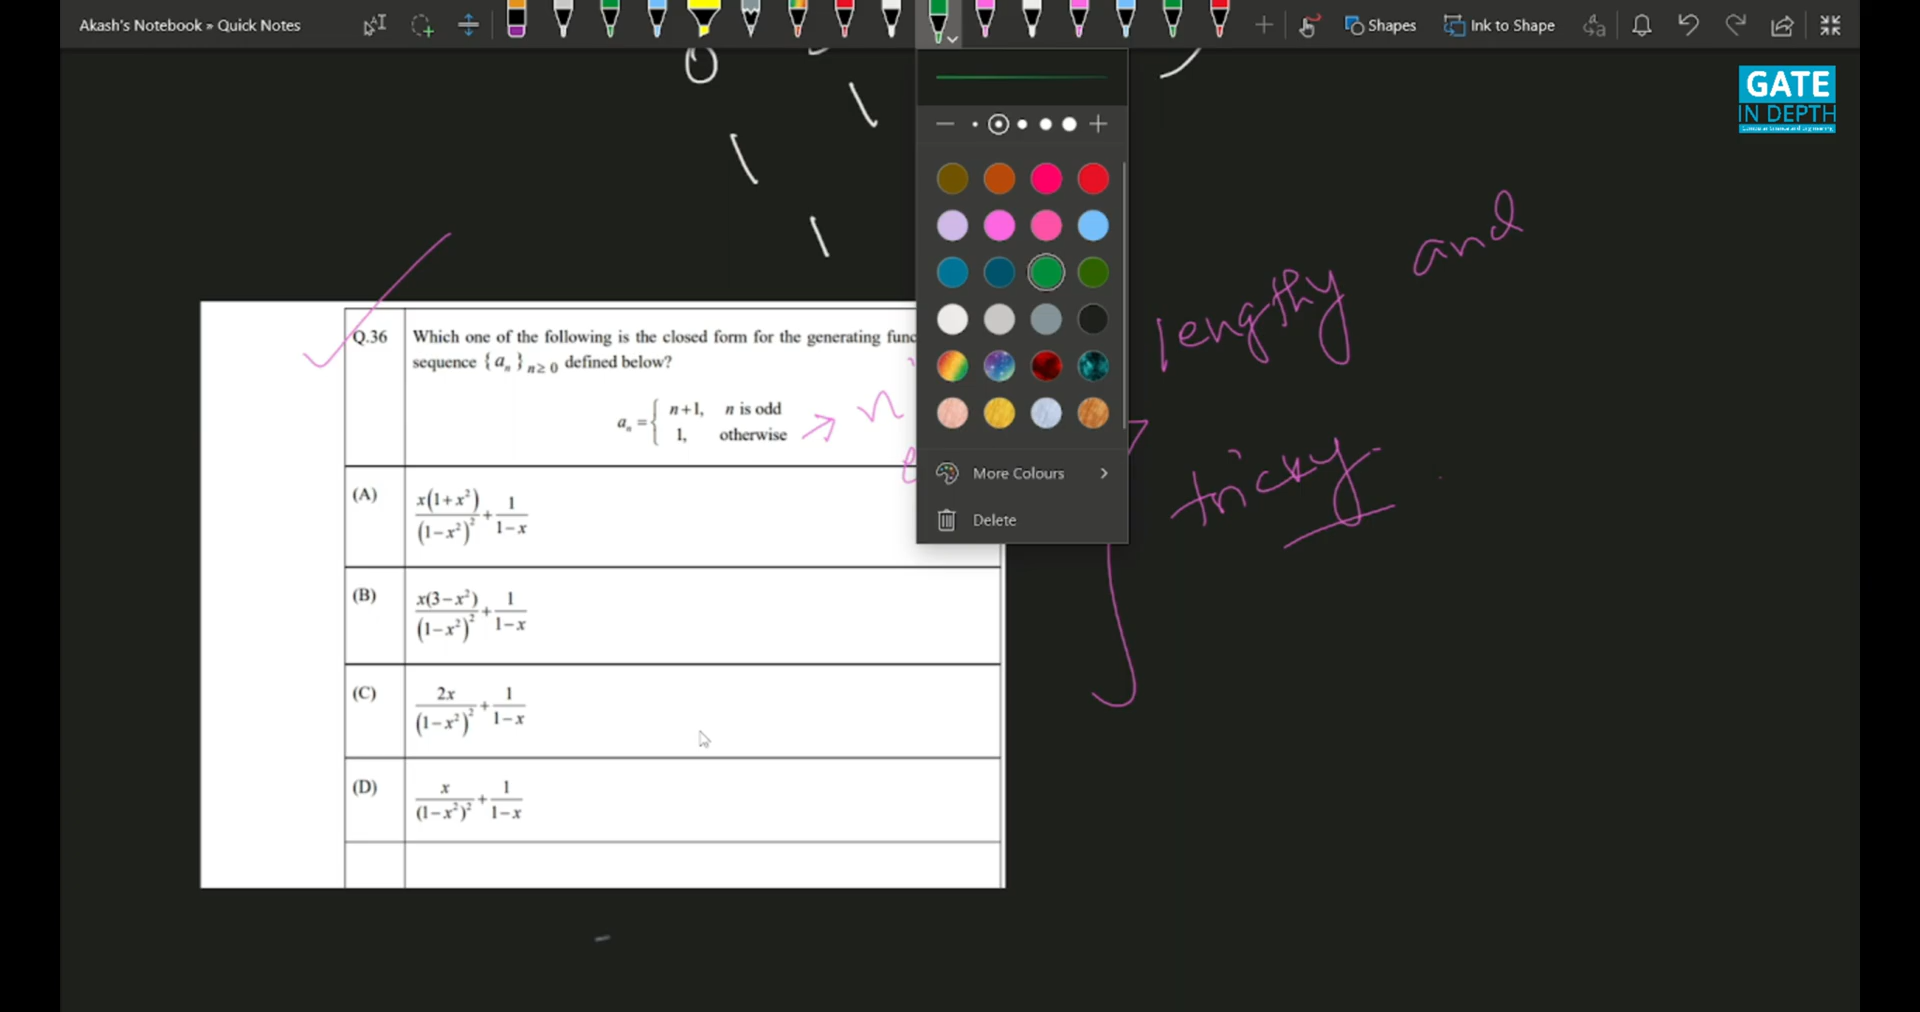 Akash's Notebook » Quick Notes
Shapes
Ink to Shape
GATE
IN DEPTH
lengthy and
tricky.
Q.36 Which one of the following is the closed form for the generating func
sequence {aₙ}ₙ≥₀ defined below?
aₙ = { n+1, n is odd
1, otherwise
→ n
(A) x(1+x²)/(1−x²)² + 1/(1−x)
(B) x(3−x²)/(1−x²)² + 1/(1−x)
(C) 2x/(1−x²)² + 1/(1−x)
(D) x/(1−x²)² + 1/(1−x)
More Colours
Delete